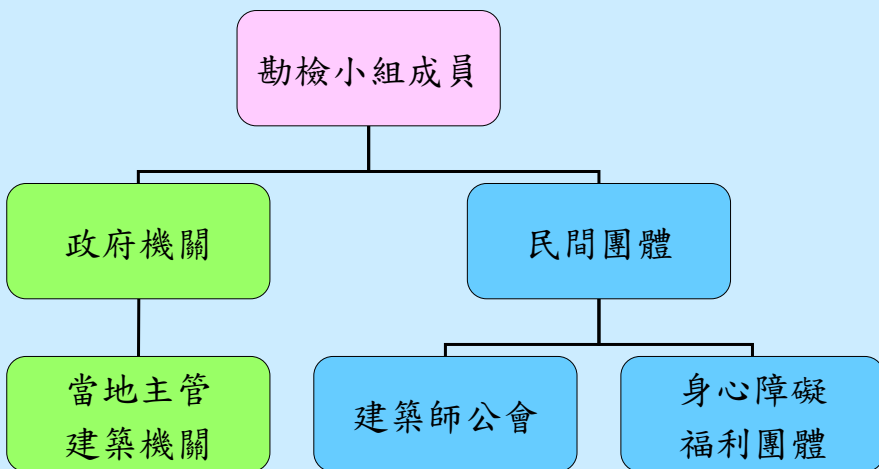 勘檢小組成員
政府機關
民間團體
當地主管
建築機關
建築師公會
身心障礙
福利團體